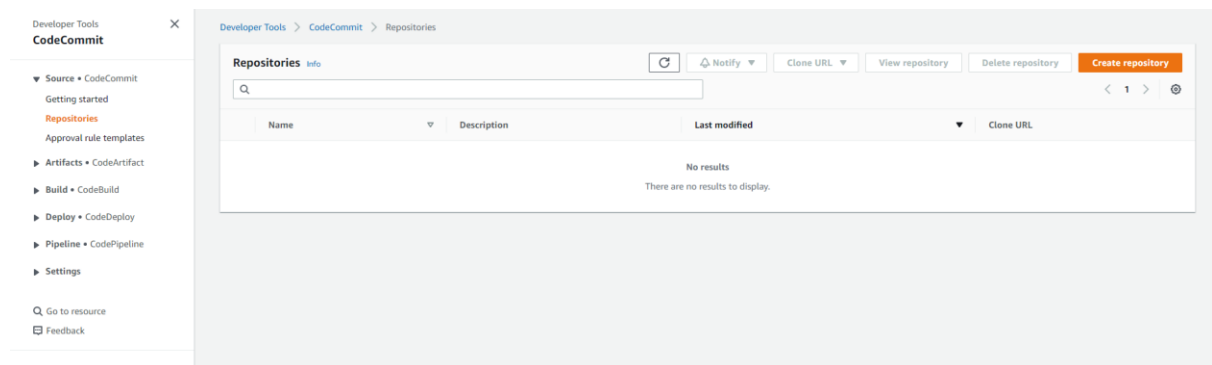 Developer Tools
CodeCommit
Source • CodeCommit
Getting started
Repositories
Approval rule templates
Artifacts • CodeArtifact
Build • CodeBuild
Deploy • CodeDeploy
Pipeline • CodePipeline
Settings
Go to resource
Feedback
Developer Tools > CodeCommit > Repositories
Repositories Info
Notify Clone URL View repository Delete repository Create repository
< 1 >
Name Description Last modified Clone URL
No results
There are no results to display.